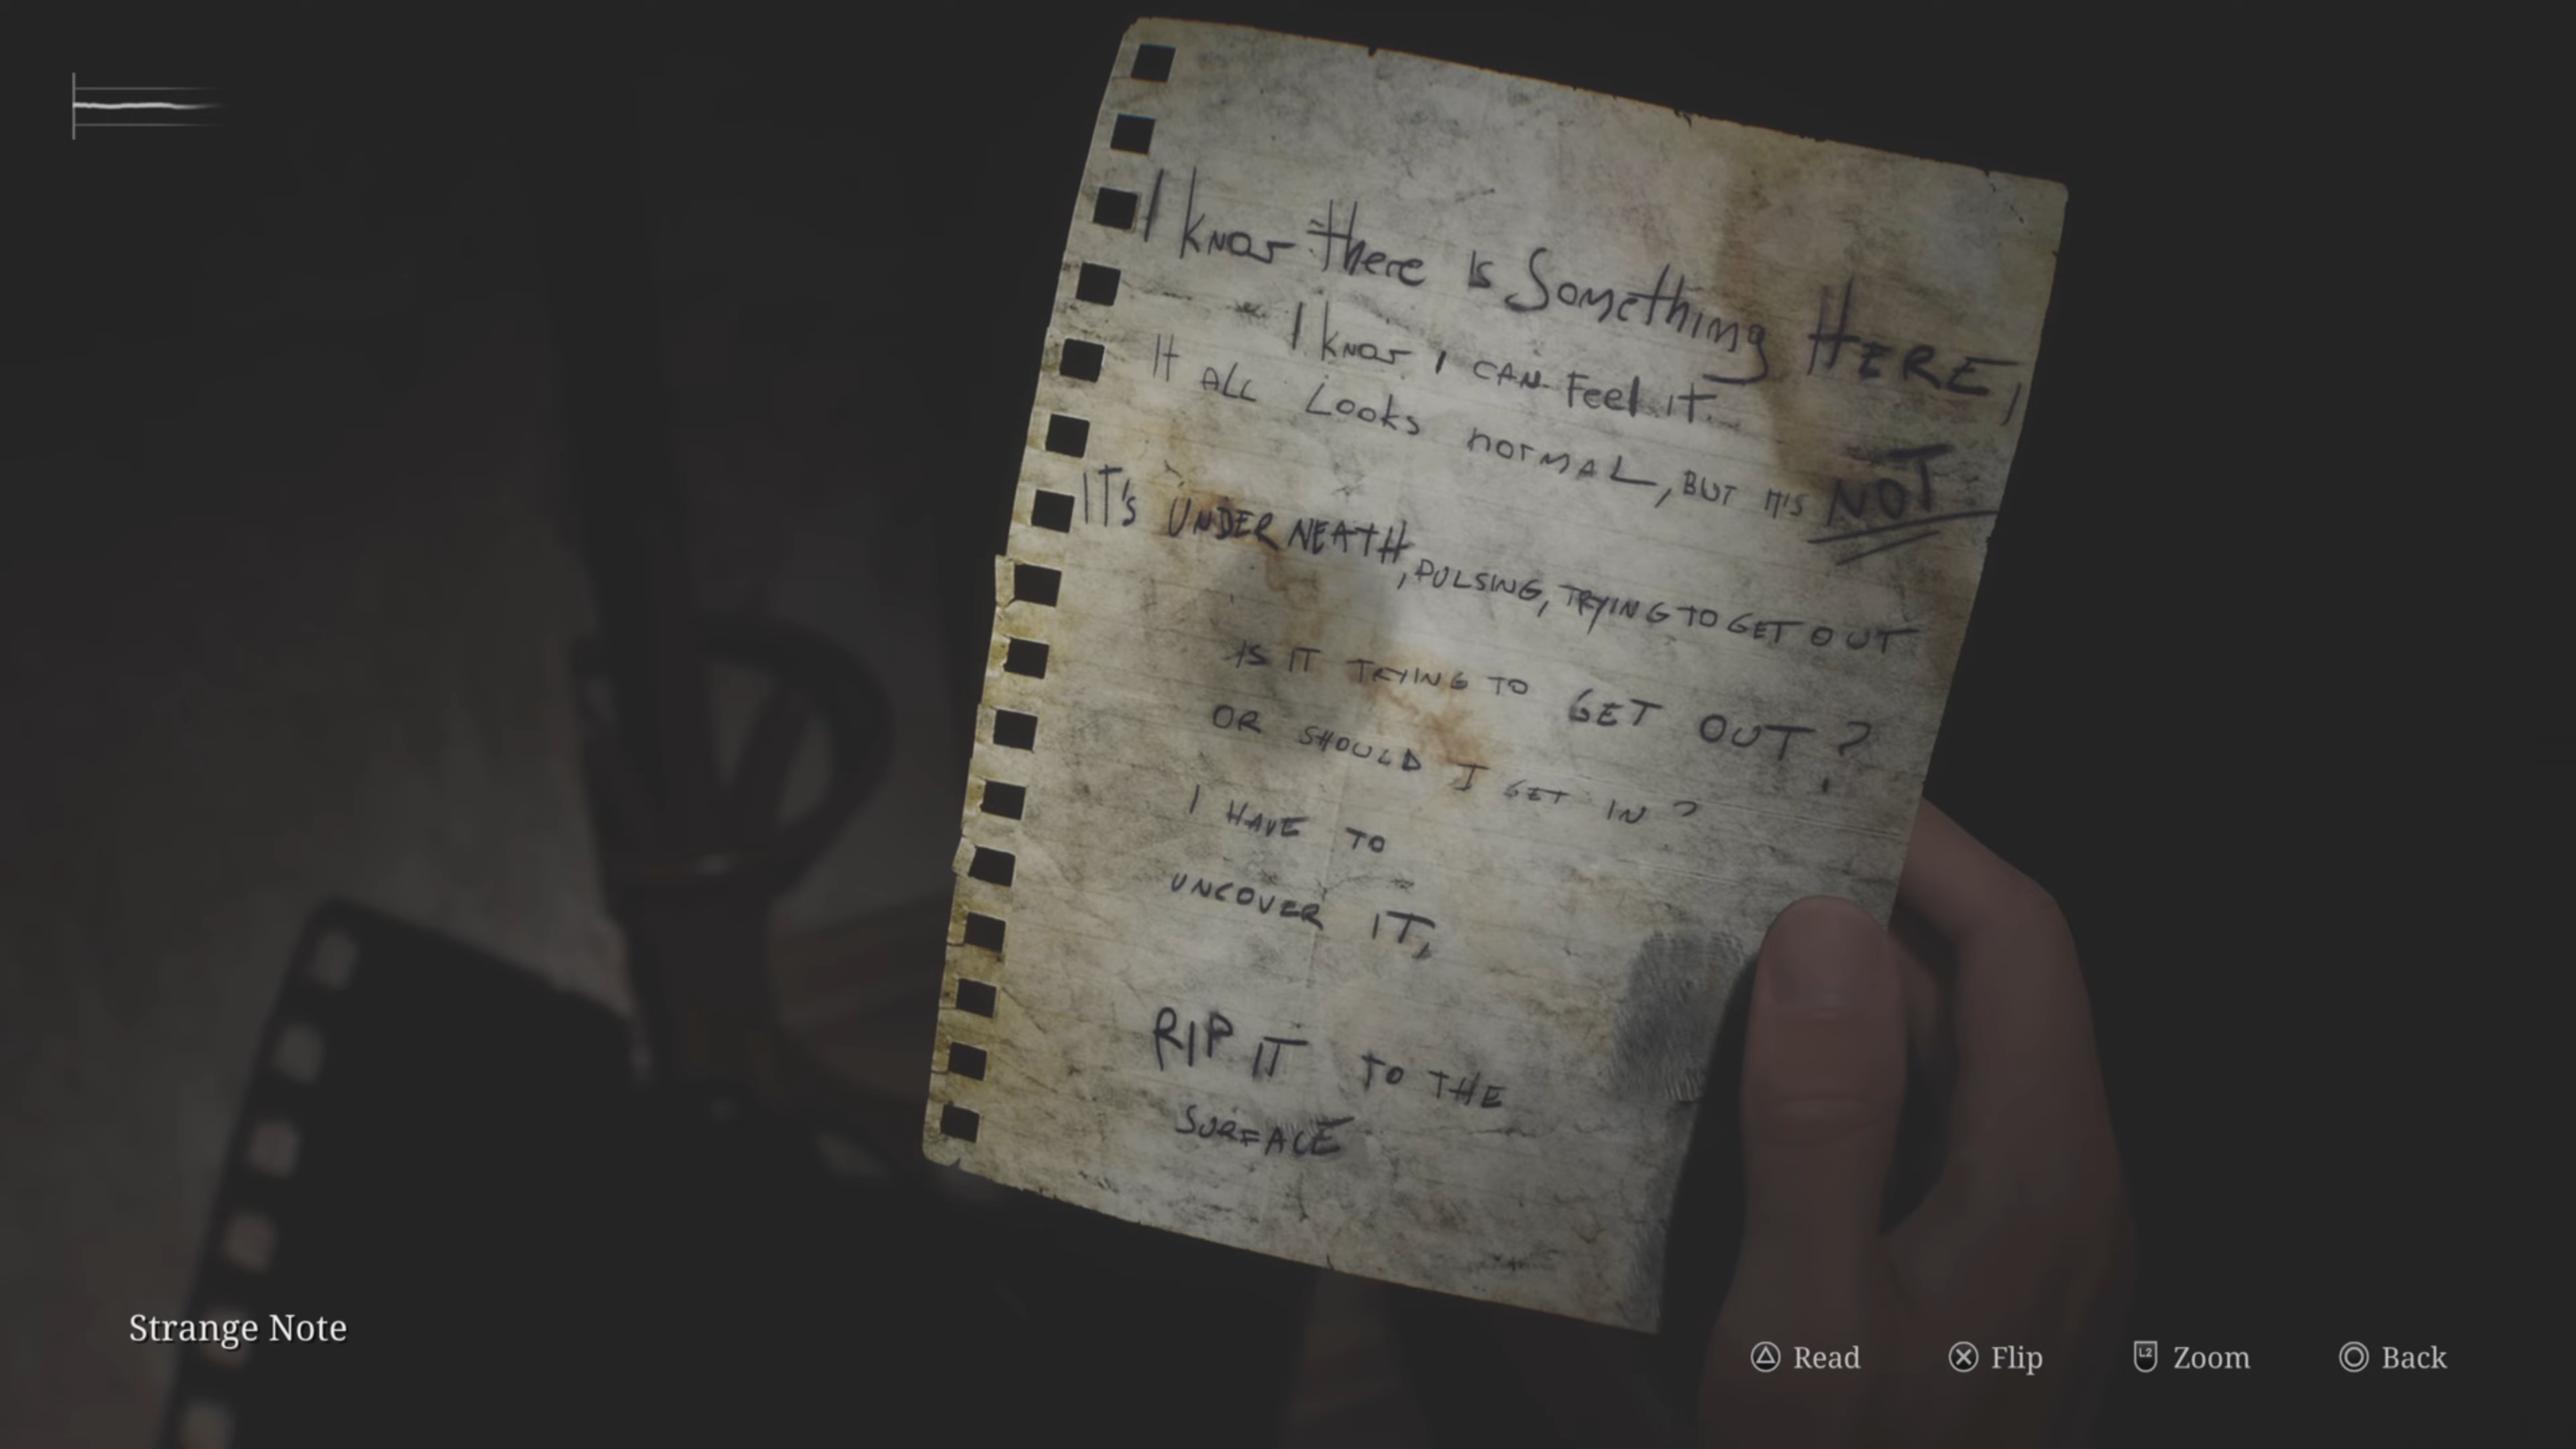 I know there is Something HERE,
I know I CAN Feel IT.
It ALL Looks normAL, BUT it's NOT
IT's UNDERNEATH, PULSING, TRYING TO GET OUT
IS IT TRYING TO GET OUT?
OR SHOULD I GET IN?
I HAVE TO
UNCOVER IT,
RIP IT TO THE
SURFACE
Strange Note
Read Flip L2 Zoom Back